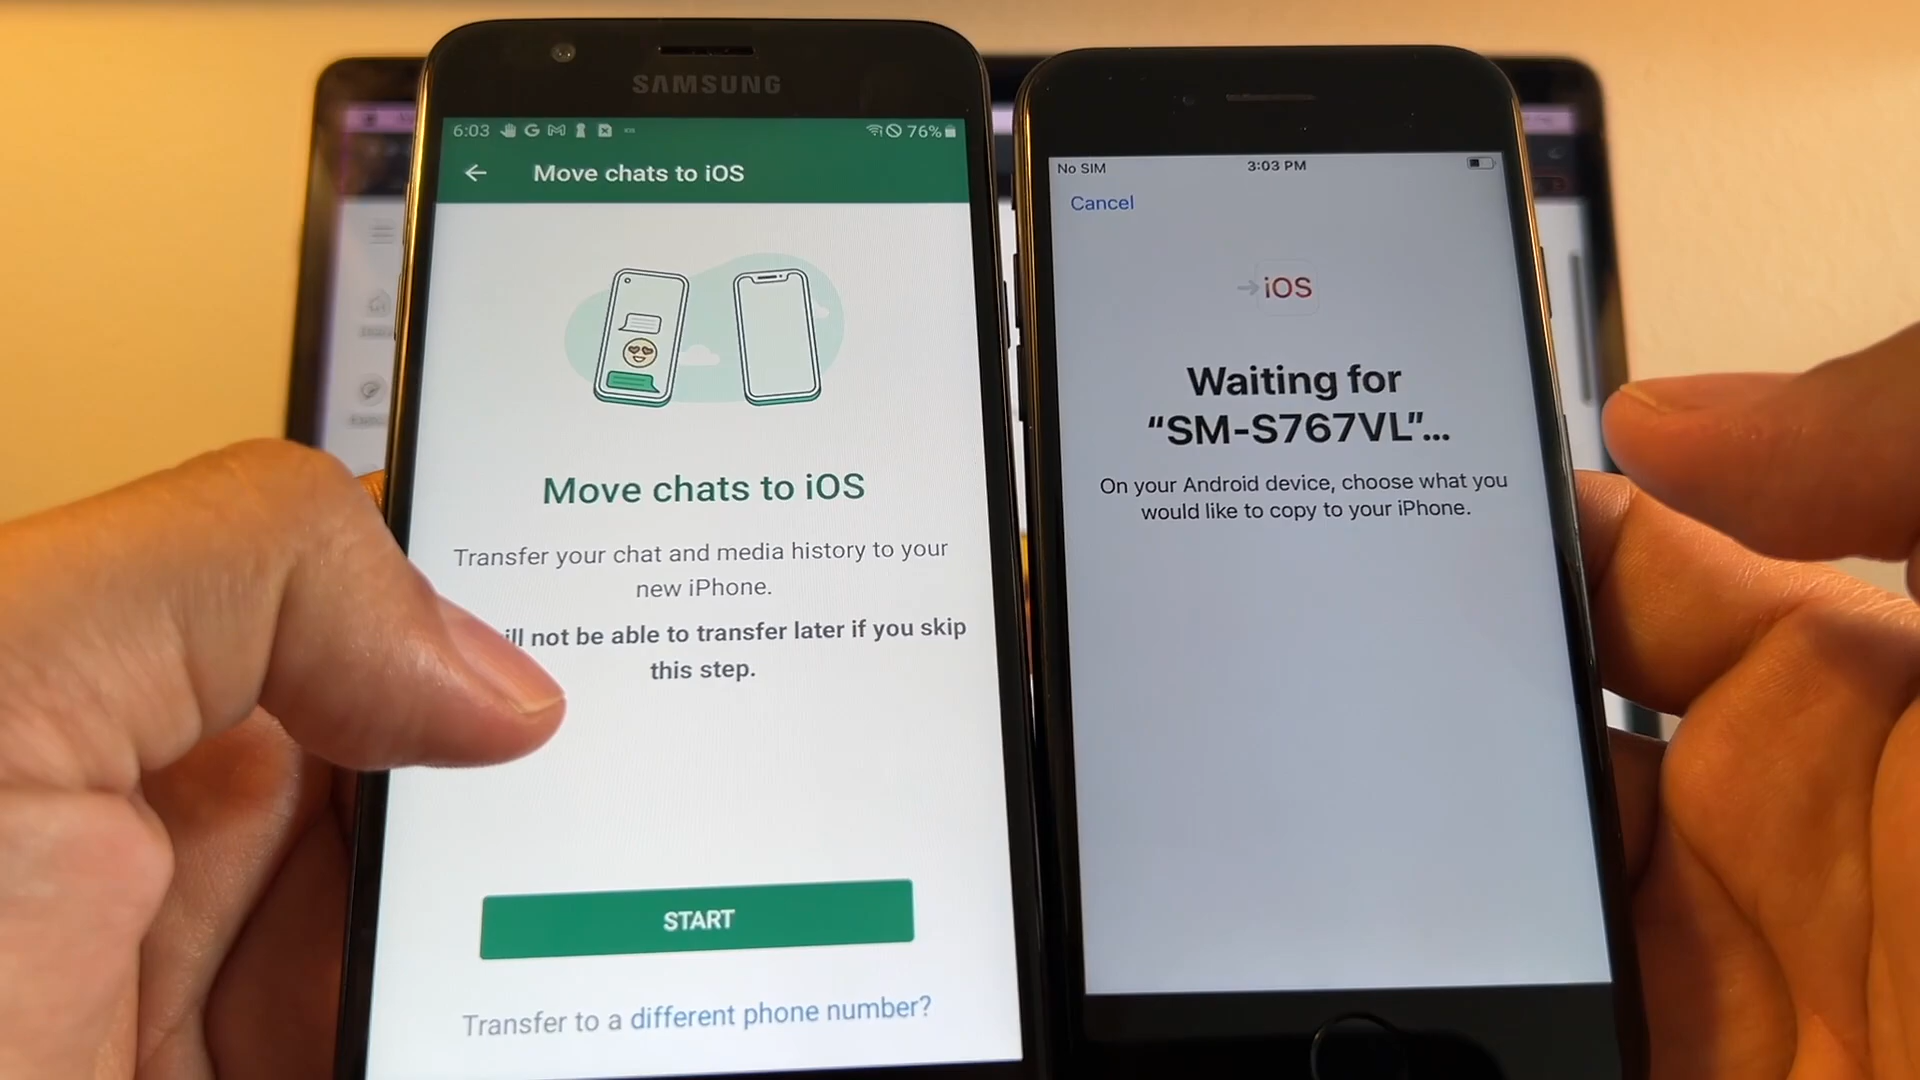 SAMSUNG
6:03
76%
Move chats to iOS
Move chats to iOS
Transfer your chat and media history to your
new iPhone.
not be able to transfer later if you skip
this step.
START
Transfer to a different phone number?
No SIM
3:03 PM
Cancel
iOS
Waiting for
“SM-S767VL”...
On your Android device, choose what you
would like to copy to your iPhone.